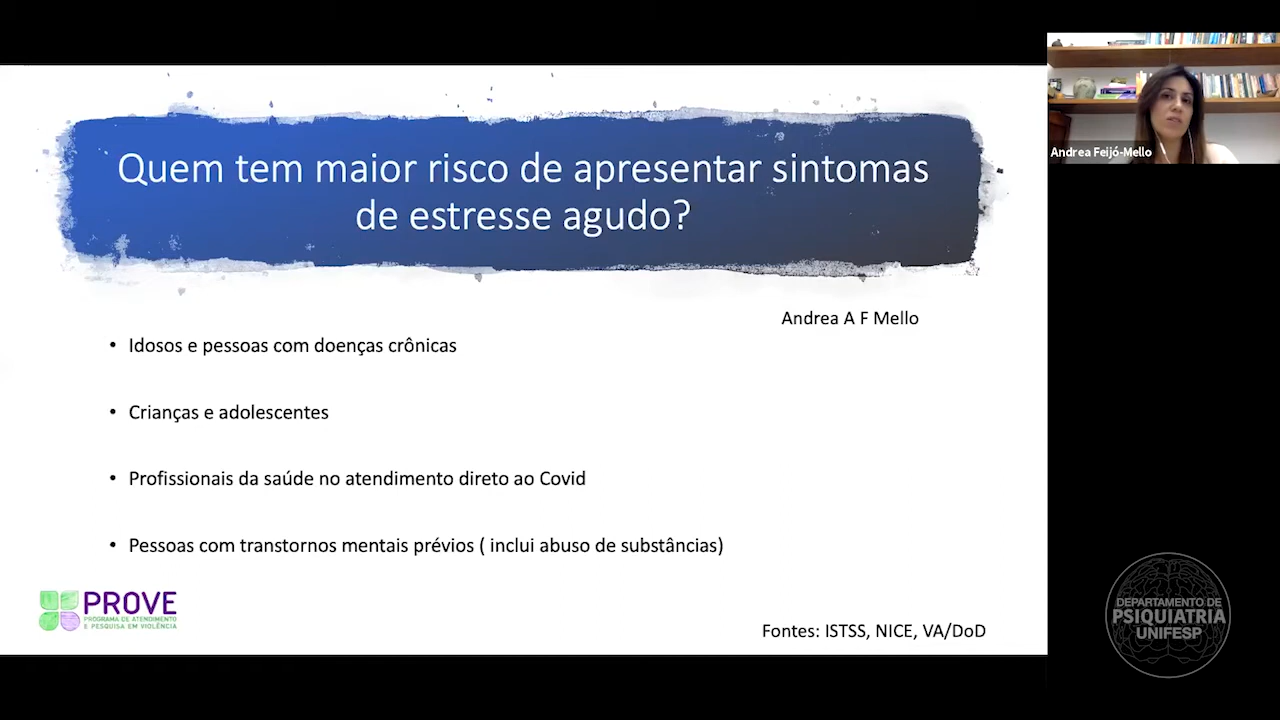 Quem tem maior risco de apresentar sintomas
de estresse agudo?
Andrea A F Mello
• Idosos e pessoas com doenças crônicas
• Crianças e adolescentes
• Profissionais da saúde no atendimento direto ao Covid
• Pessoas com transtornos mentais prévios ( inclui abuso de substâncias)
PROVE
PROGRAMA DE ATENDIMENTO
E PESQUISA EM VIOLÊNCIA
Fontes: ISTSS, NICE, VA/DoD
Andrea Feijó-Mello
DEPARTAMENTO DE
PSIQUIATRIA
UNIFESP